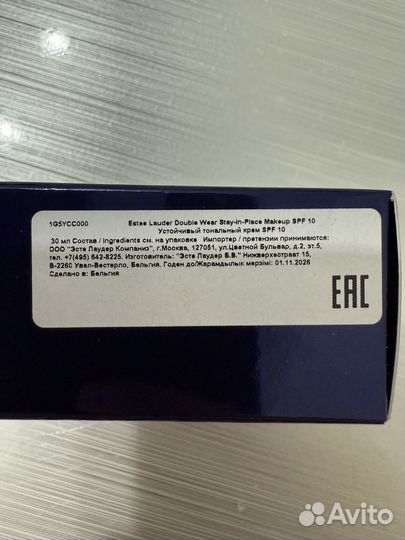 1G5YCC000 Estee Lauder Double Wear Stay-in-Place Makeup SPF 10
Устойчивый тональный крем SPF 10
30 мл Состав / Ingredients см. на упаковке Импортер / претензии принимаются:
ООО "Эсте Лаудер Компаниз", г.Москва, 127051, ул.Цветной Бульвар, д.2, эт.5,
тел. +7(495) 642-8225. Изготовитель: "Эсте Лаудер Б.В." Нижверхестраат 15,
В-2260 Увел-Вестерло, Бельгия. Годен до/Жарамдылык мерзімі: 01.11.2026
Сделано в: Бельгия
EAC
Avito